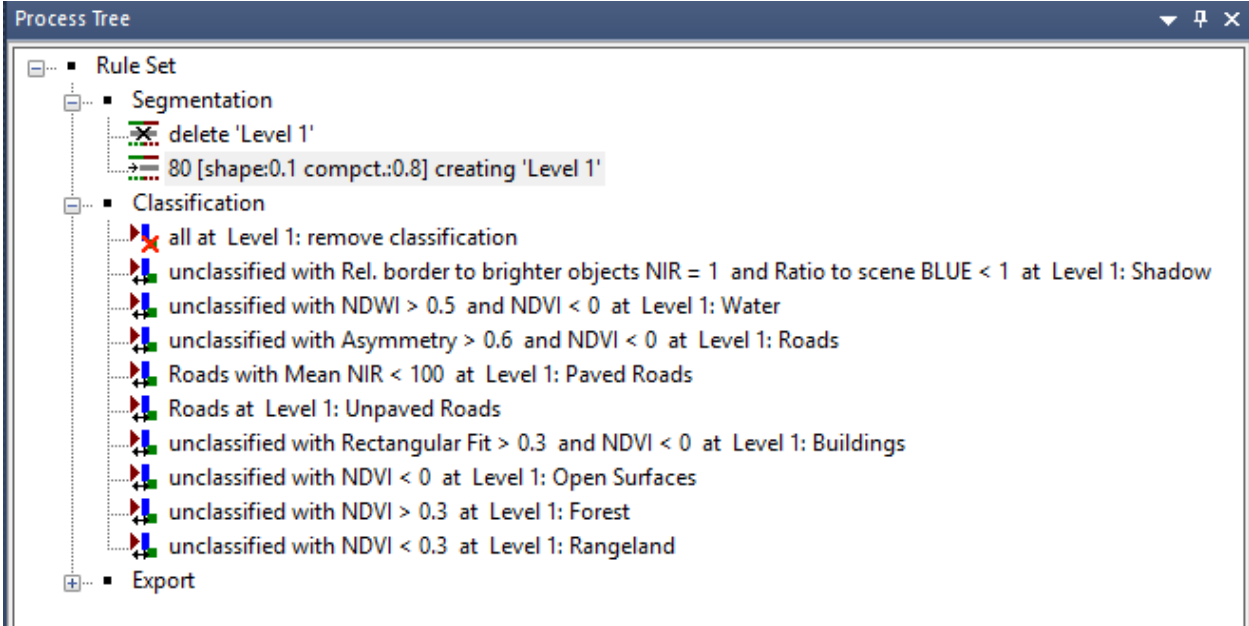 Process Tree
Rule Set
Segmentation
delete 'Level 1'
80 [shape:0.1 compct.:0.8] creating 'Level 1'
Classification
all at  Level 1: remove classification
unclassified with Rel. border to brighter objects NIR = 1  and Ratio to scene BLUE < 1  at  Level 1: Shadow
unclassified with NDWI > 0.5  and NDVI < 0  at  Level 1: Water
unclassified with Asymmetry > 0.6  and NDVI < 0  at  Level 1: Roads
Roads with Mean NIR < 100  at  Level 1: Paved Roads
Roads at  Level 1: Unpaved Roads
unclassified with Rectangular Fit > 0.3  and NDVI < 0  at  Level 1: Buildings
unclassified with NDVI < 0  at  Level 1: Open Surfaces
unclassified with NDVI > 0.3  at  Level 1: Forest
unclassified with NDVI < 0.3  at  Level 1: Rangeland
Export